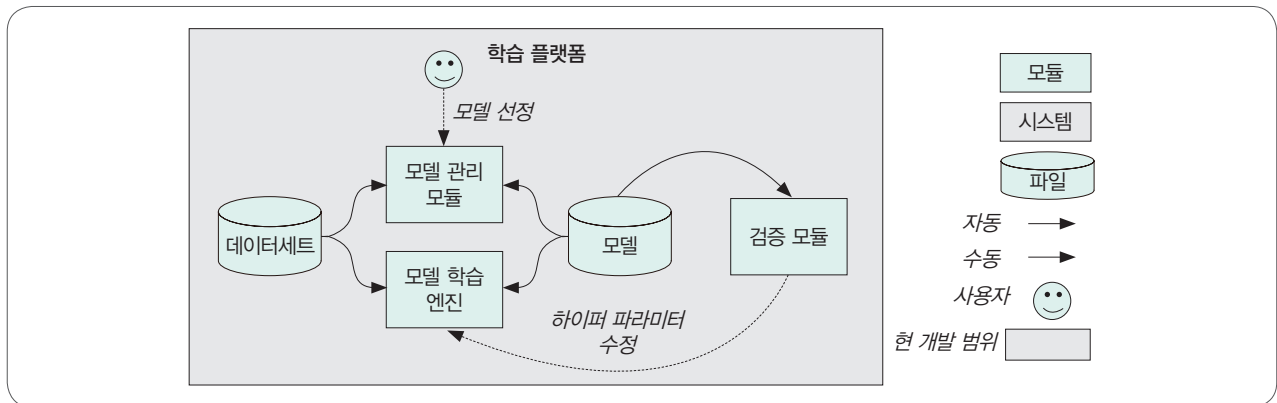 학습 플랫폼
모델 선정
모델 관리
모듈
데이터세트
모델
검증 모듈
모델 학습
엔진
하이퍼 파라미터
수정
모듈
시스템
파일
자동
수동
사용자
현 개발 범위